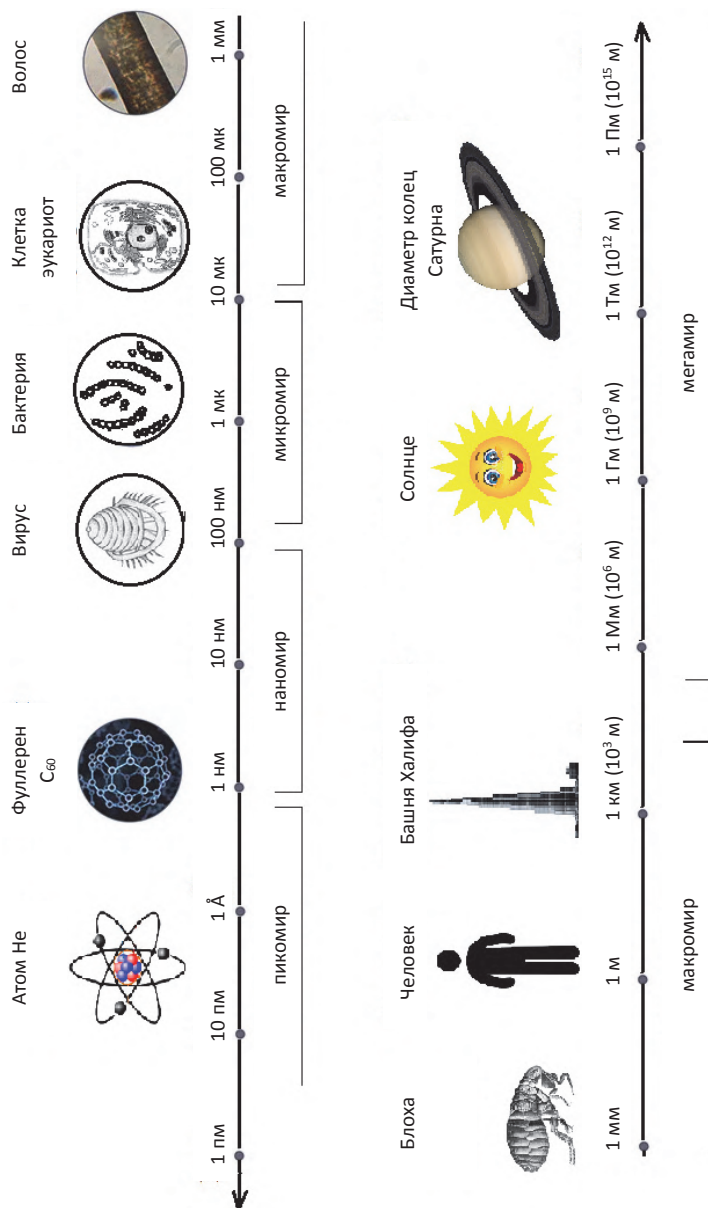 Атом He
Фуллерен
C₆₀
Вирус
Бактерия
Клетка
эукариот
Волос
1 пм
10 пм
1 Å
1 нм
10 нм
100 нм
1 мк
10 мк
100 мк
1 мм
пикомир
наномир
микромир
макромир
Блоха
Человек
Башня Халифа
Солнце
Диаметр колец
Сатурна
1 мм
1 м
1 км (10³ м)
1 Мм (10⁶ м)
1 Гм (10⁹ м)
1 Тм (10¹² м)
1 Пм (10¹⁵ м)
макромир
мегамир